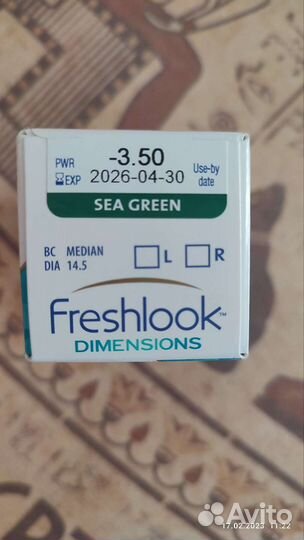 PWR -3.50
EXP 2026-04-30 Use-by date
SEA GREEN
BC MEDIAN L R
DIA 14.5
Freshlook™
DIMENSIONS
Avito
17.02.2023 11:22